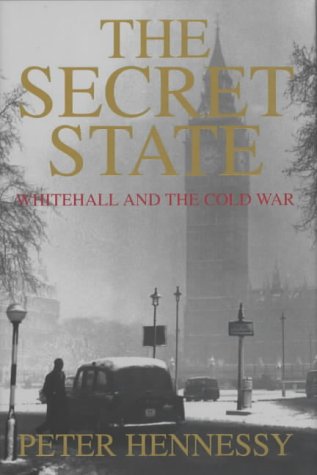 THE
SECRET
STATE
WHITEHALL AND THE COLD WAR
PETER HENNESSY